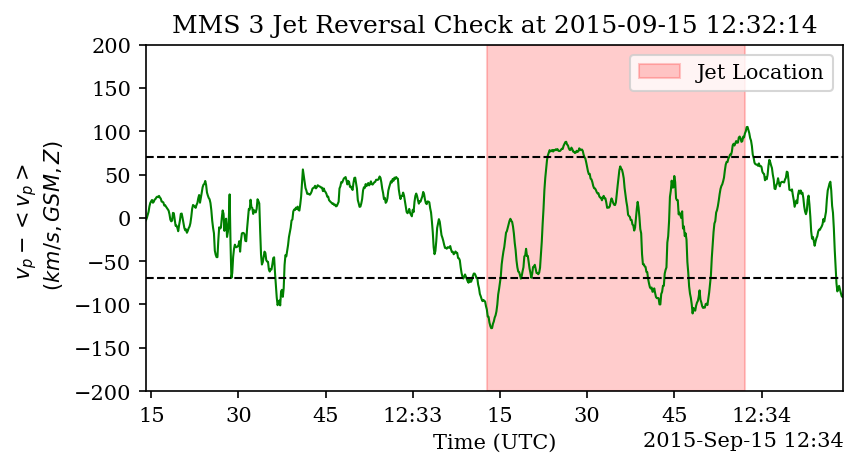 MMS 3 Jet Reversal Check at 2015-09-15 12:32:14
200
150
100
50
0
−50
−100
−150
−200
v_p − < v_p >
(km/s, GSM, Z)
Jet Location
15 30 45 12:33 15 30 45 12:34
Time (UTC)
2015-Sep-15 12:34